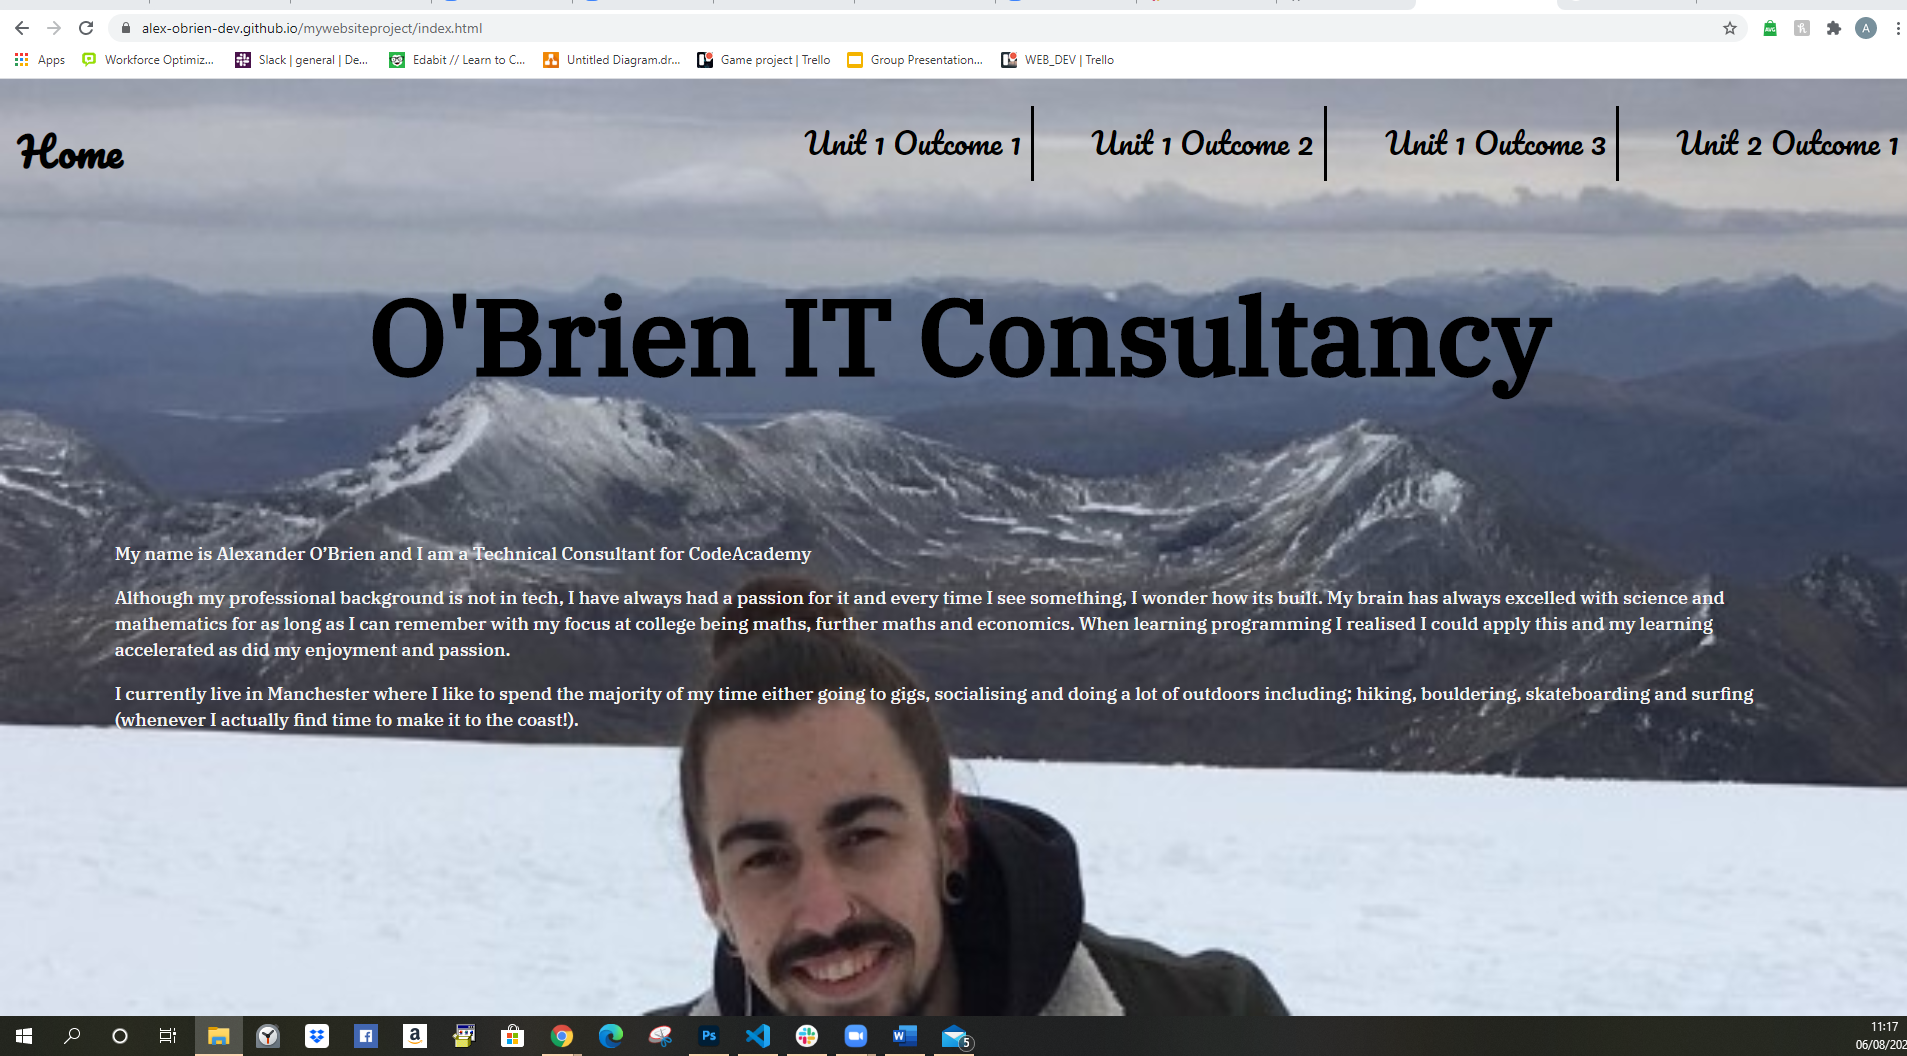 alex-obrien-dev.github.io/mywebsiteproject/index.html
A
Apps Workforce Optimiz... Slack | general | De... Edabit // Learn to C... Untitled Diagram.dr... Game project | Trello Group Presentation... WEB_DEV | Trello
Home Unit 1 Outcome 1 Unit 1 Outcome 2 Unit 1 Outcome 3 Unit 2 Outcome 1
O'Brien IT Consultancy
My name is Alexander O’Brien and I am a Technical Consultant for CodeAcademy
Although my professional background is not in tech, I have always had a passion for it and every time I see something, I wonder how its built. My brain has always excelled with science and
mathematics for as long as I can remember with my focus at college being maths, further maths and economics. When learning programming I realised I could apply this and my learning
accelerated as did my enjoyment and passion.
I currently live in Manchester where I like to spend the majority of my time either going to gigs, socialising and doing a lot of outdoors including; hiking, bouldering, skateboarding and surfing
(whenever I actually find time to make it to the coast!).
Ps
W
5
11:17
06/08/202